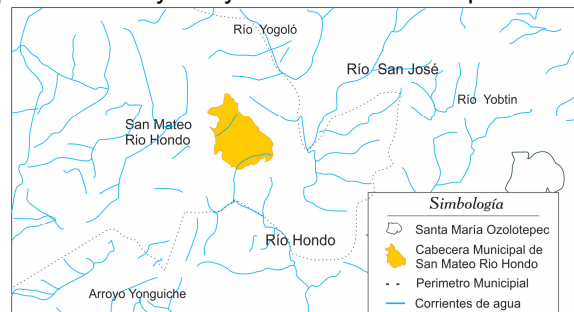 Río Yogoló
Río San José
Río Yobtin
San Mateo
Rio Hondo
Río Hondo
Arroyo Yonguiche
Simbología
Santa María Ozolotepec
Cabecera Municipal de
San Mateo Rio Hondo
Perimetro Municipial
Corrientes de agua